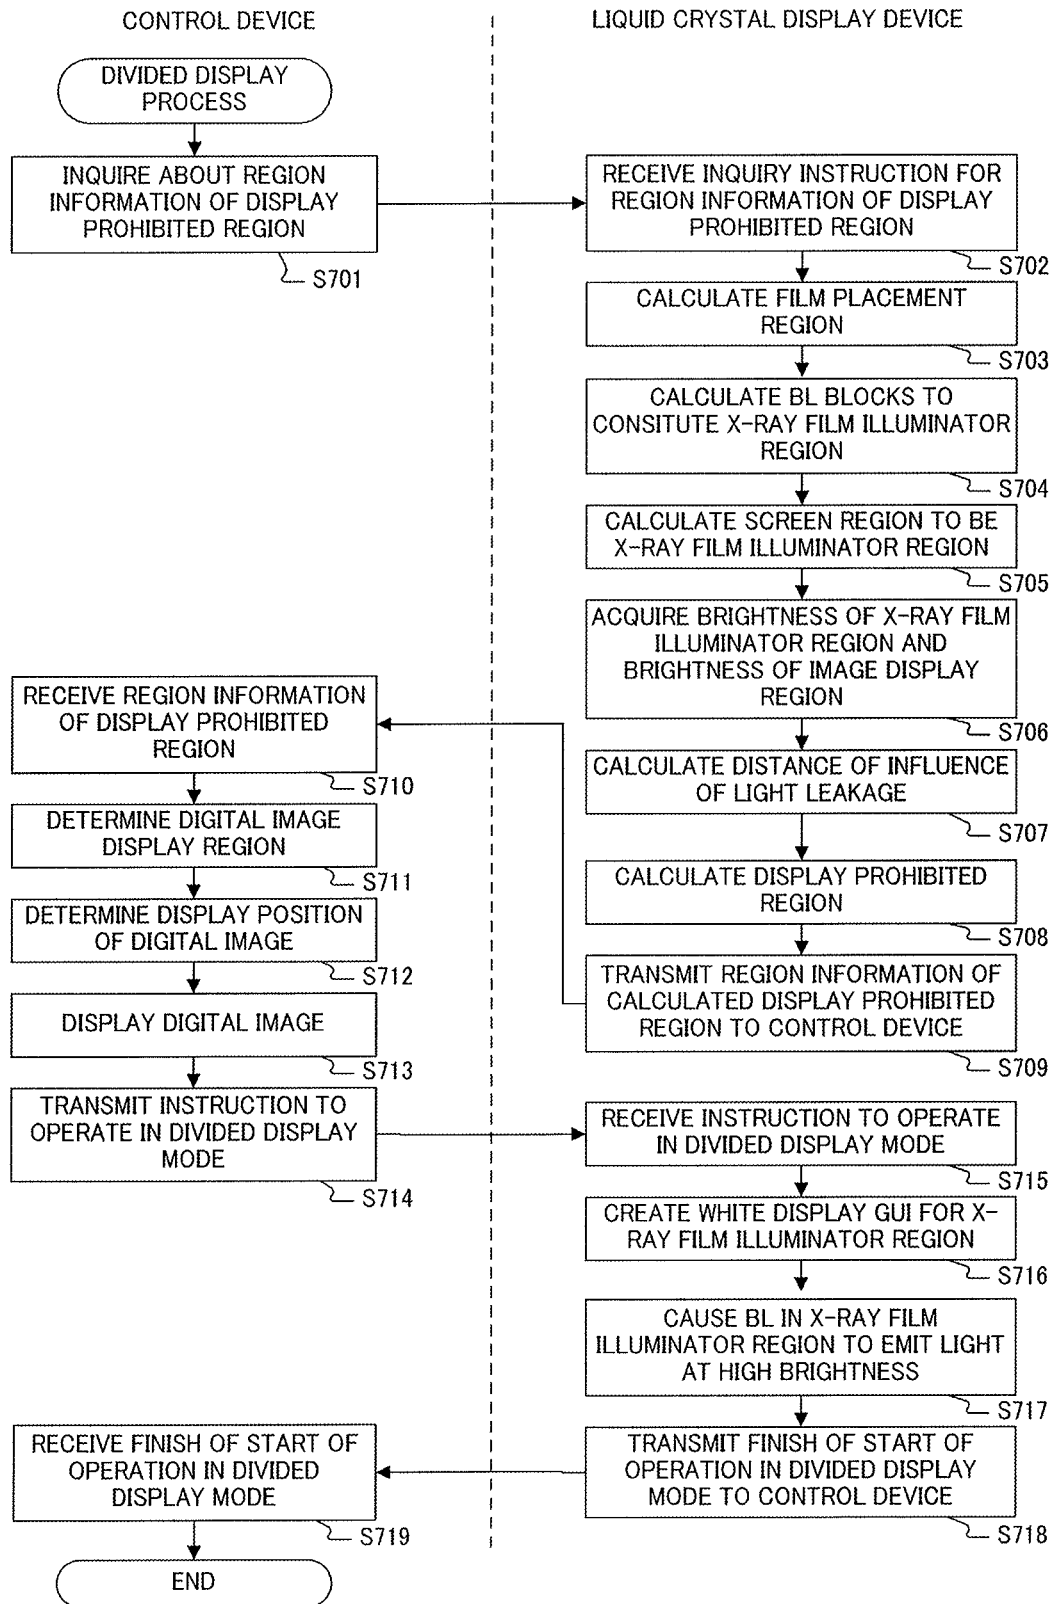 CONTROL DEVICE
LIQUID CRYSTAL DISPLAY DEVICE
DIVIDED DISPLAY
PROCESS
INQUIRE ABOUT REGION
INFORMATION OF DISPLAY
PROHIBITED REGION
S701
RECEIVE INQUIRY INSTRUCTION FOR
REGION INFORMATION OF DISPLAY
PROHIBITED REGION
S702
CALCULATE FILM PLACEMENT
REGION
S703
CALCULATE BL BLOCKS TO
CONSITUTE X-RAY FILM ILLUMINATOR
REGION
S704
CALCULATE SCREEN REGION TO BE
X-RAY FILM ILLUMINATOR REGION
S705
ACQUIRE BRIGHTNESS OF X-RAY FILM
ILLUMINATOR REGION AND
BRIGHTNESS OF IMAGE DISPLAY
REGION
S706
CALCULATE DISTANCE OF INFLUENCE
OF LIGHT LEAKAGE
S707
CALCULATE DISPLAY PROHIBITED
REGION
S708
TRANSMIT REGION INFORMATION OF
CALCULATED DISPLAY PROHIBITED
REGION TO CONTROL DEVICE
S709
RECEIVE REGION INFORMATION
OF DISPLAY PROHIBITED
REGION
S710
DETERMINE DIGITAL IMAGE
DISPLAY REGION
S711
DETERMINE DISPLAY POSITION
OF DIGITAL IMAGE
S712
DISPLAY DIGITAL IMAGE
S713
TRANSMIT INSTRUCTION TO
OPERATE IN DIVIDED DISPLAY
MODE
S714
RECEIVE INSTRUCTION TO OPERATE
IN DIVIDED DISPLAY MODE
S715
CREATE WHITE DISPLAY GUI FOR X-
RAY FILM ILLUMINATOR REGION
S716
CAUSE BL IN X-RAY FILM
ILLUMINATOR REGION TO EMIT LIGHT
AT HIGH BRIGHTNESS
S717
TRANSMIT FINISH OF START OF
OPERATION IN DIVIDED DISPLAY
MODE TO CONTROL DEVICE
S718
RECEIVE FINISH OF START OF
OPERATION IN DIVIDED
DISPLAY MODE
S719
END